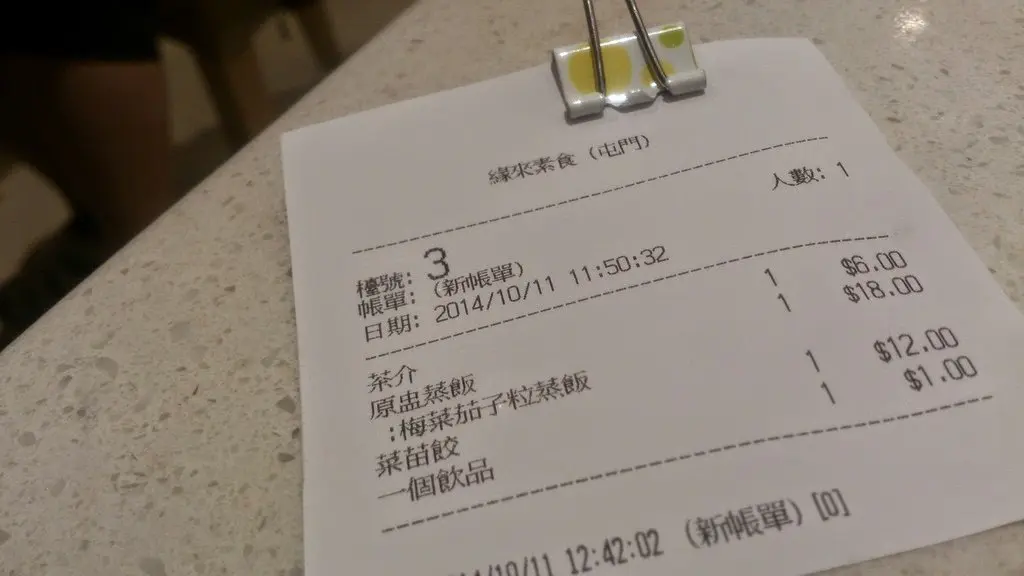 緣來素食 (屯門)
人數: 1
檯號: 3
帳單: (新帳單)
日期: 2014/10/11 11:50:32
茶介 1 $6.00
原盅蒸飯 1 $18.00
:梅菜茄子粒蒸飯
菜苗餃 1 $12.00
一個飲品 1 $1.00
14/10/11 12:42:02 (新帳單) [0]